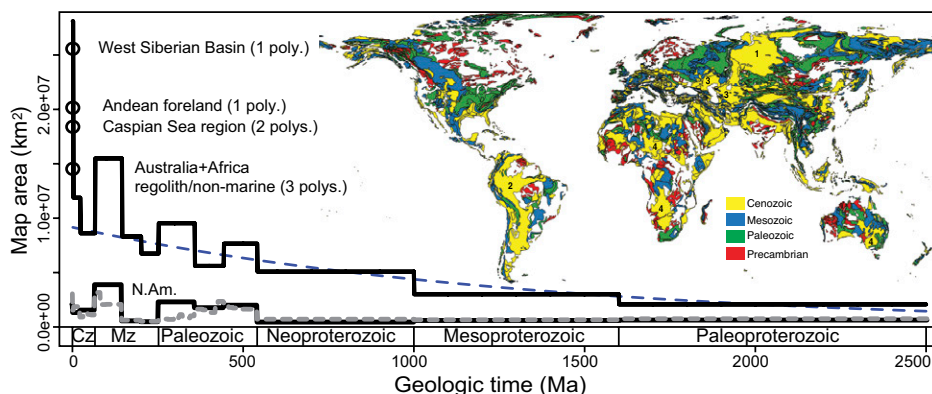 Map area (km²)
2.0e+07
1.0e+07
0.0e+00
West Siberian Basin (1 poly.)
Andean foreland (1 poly.)
Caspian Sea region (2 polys.)
Australia+Africa
regolith/non-marine (3 polys.)
N.Am.
1
2
3
3
4
4
4
Cenozoic
Mesozoic
Paleozoic
Precambrian
Cz Mz Paleozoic Neoproterozoic Mesoproterozoic Paleoproterozoic
0 500 1000 1500 2000 2500
Geologic time (Ma)